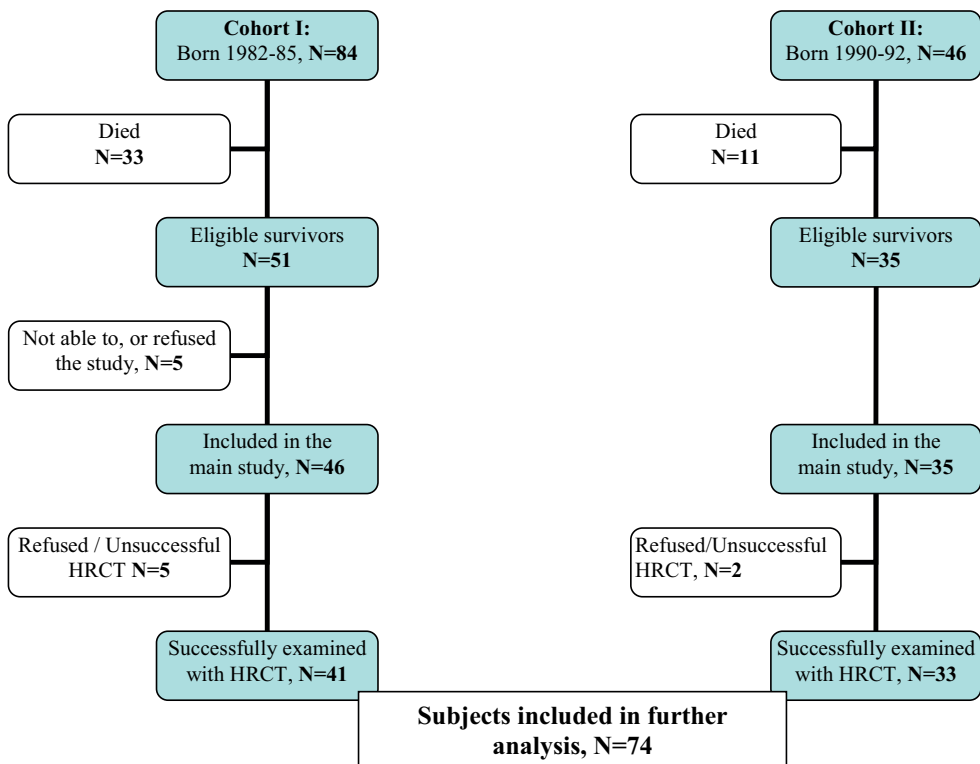 Cohort I:
Born 1982-85, N=84
Died
N=33
Eligible survivors
N=51
Not able to, or refused
the study, N=5
Included in the
main study, N=46
Refused / Unsuccessful
HRCT N=5
Successfully examined
with HRCT, N=41
Cohort II:
Born 1990-92, N=46
Died
N=11
Eligible survivors
N=35
Included in the
main study, N=35
Refused/Unsuccessful
HRCT, N=2
Successfully examined
with HRCT, N=33
Subjects included in further
analysis, N=74